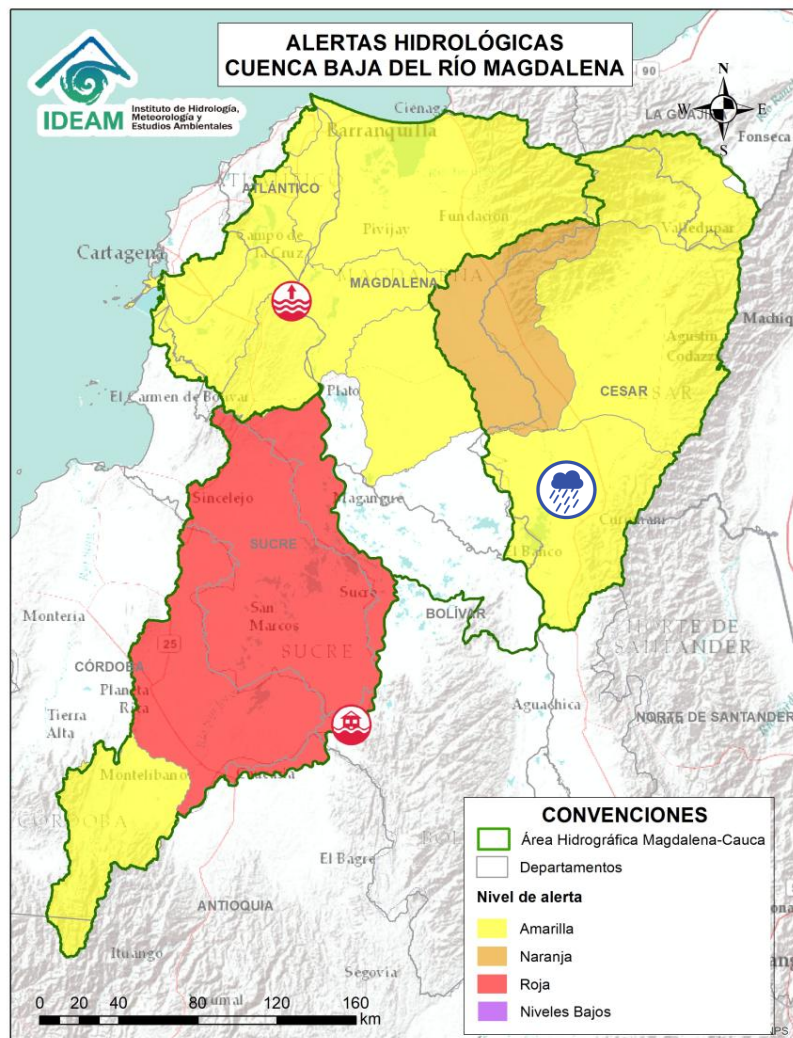 ALERTAS HIDROLÓGICAS
CUENCA BAJA DEL RÍO MAGDALENA
IDEAM
Instituto de Hidrología,
Meteorología y
Estudios Ambientales
90
N
W
E
S
Ciénaga
LA GUAJIRA
Fonseca
Barranquilla
ATLÁNTICO
Valledupar
Pivijay
Fundación
Cartagena
Campo de
la Cruz
MAGDALENA
MAGDALENA
Agustín
Codazzi
El Carmen de Bolívar
Plato
CESAR
Sincelejo
Magangué
El Banco
SUCRE
Sucre
San
Marcos
BOLÍVAR
Montería
SUCRE
NORTE DE
SANTANDER
25
CÓRDOBA
Planeta
Rica
Aguachica
NORTE DE SANTANDER
Tierra
Alta
Montelíbano
El Bagre
ANTIOQUIA
Ituango
Segovia
CONVENCIONES
Área Hidrográfica Magdalena-Cauca
Departamentos
Nivel de alerta
Amarilla
Naranja
Roja
Niveles Bajos
0 20 40 80 120 160
km